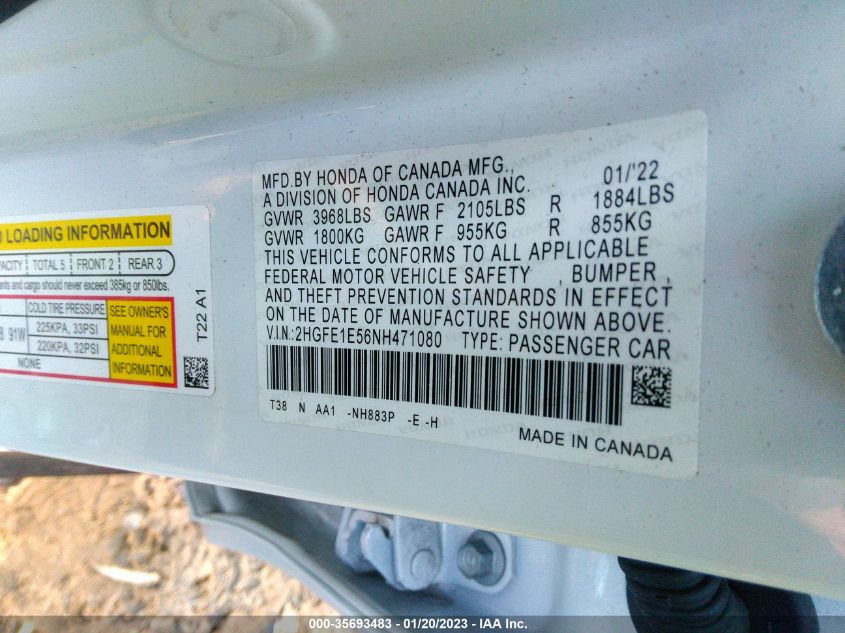 D LOADING INFORMATION
TOTAL 5 FRONT 2 REAR 3
and cargo should never exceed 385kg or 850lbs.
COLD TIRE PRESSURE SEE OWNER'S
91W 225KPA, 33PSI MANUAL FOR
220KPA, 32PSI ADDITIONAL
NONE INFORMATION
T22 A1
MFD.BY HONDA OF CANADA MFG., 01/'22
A DIVISION OF HONDA CANADA INC.
GVWR 3968LBS GAWR F 2105LBS R 1884LBS
GVWR 1800KG GAWR F 955KG R 855KG
THIS VEHICLE CONFORMS TO ALL APPLICABLE
FEDERAL MOTOR VEHICLE SAFETY , BUMPER ,
AND THEFT PREVENTION STANDARDS IN EFFECT
ON THE DATE OF MANUFACTURE SHOWN ABOVE.
V.I.N.:2HGFE1E56NH471080 TYPE: PASSENGER CAR
T38 N AA1 -NH883P -E -H
MADE IN CANADA
000-35693483 - 01/20/2023 - IAA Inc.